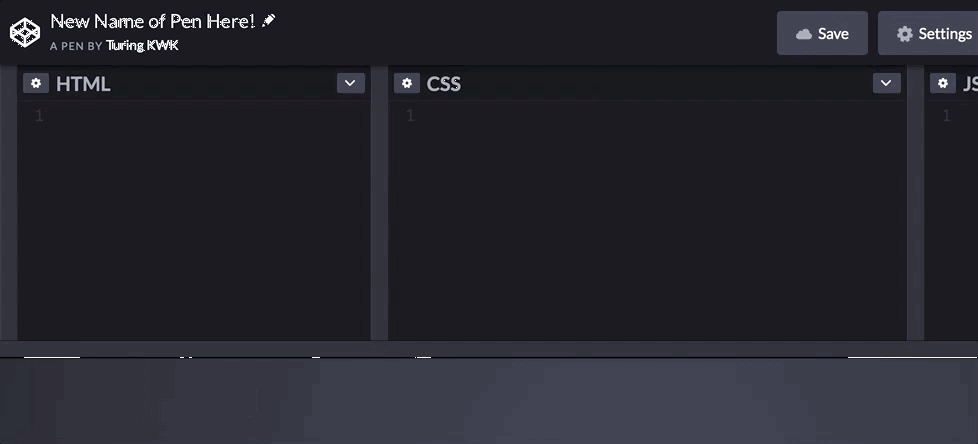 New Name of Pen Here!
A PEN BY Turing KWK
Save
Settings
HTML
CSS
JS
1
1
1